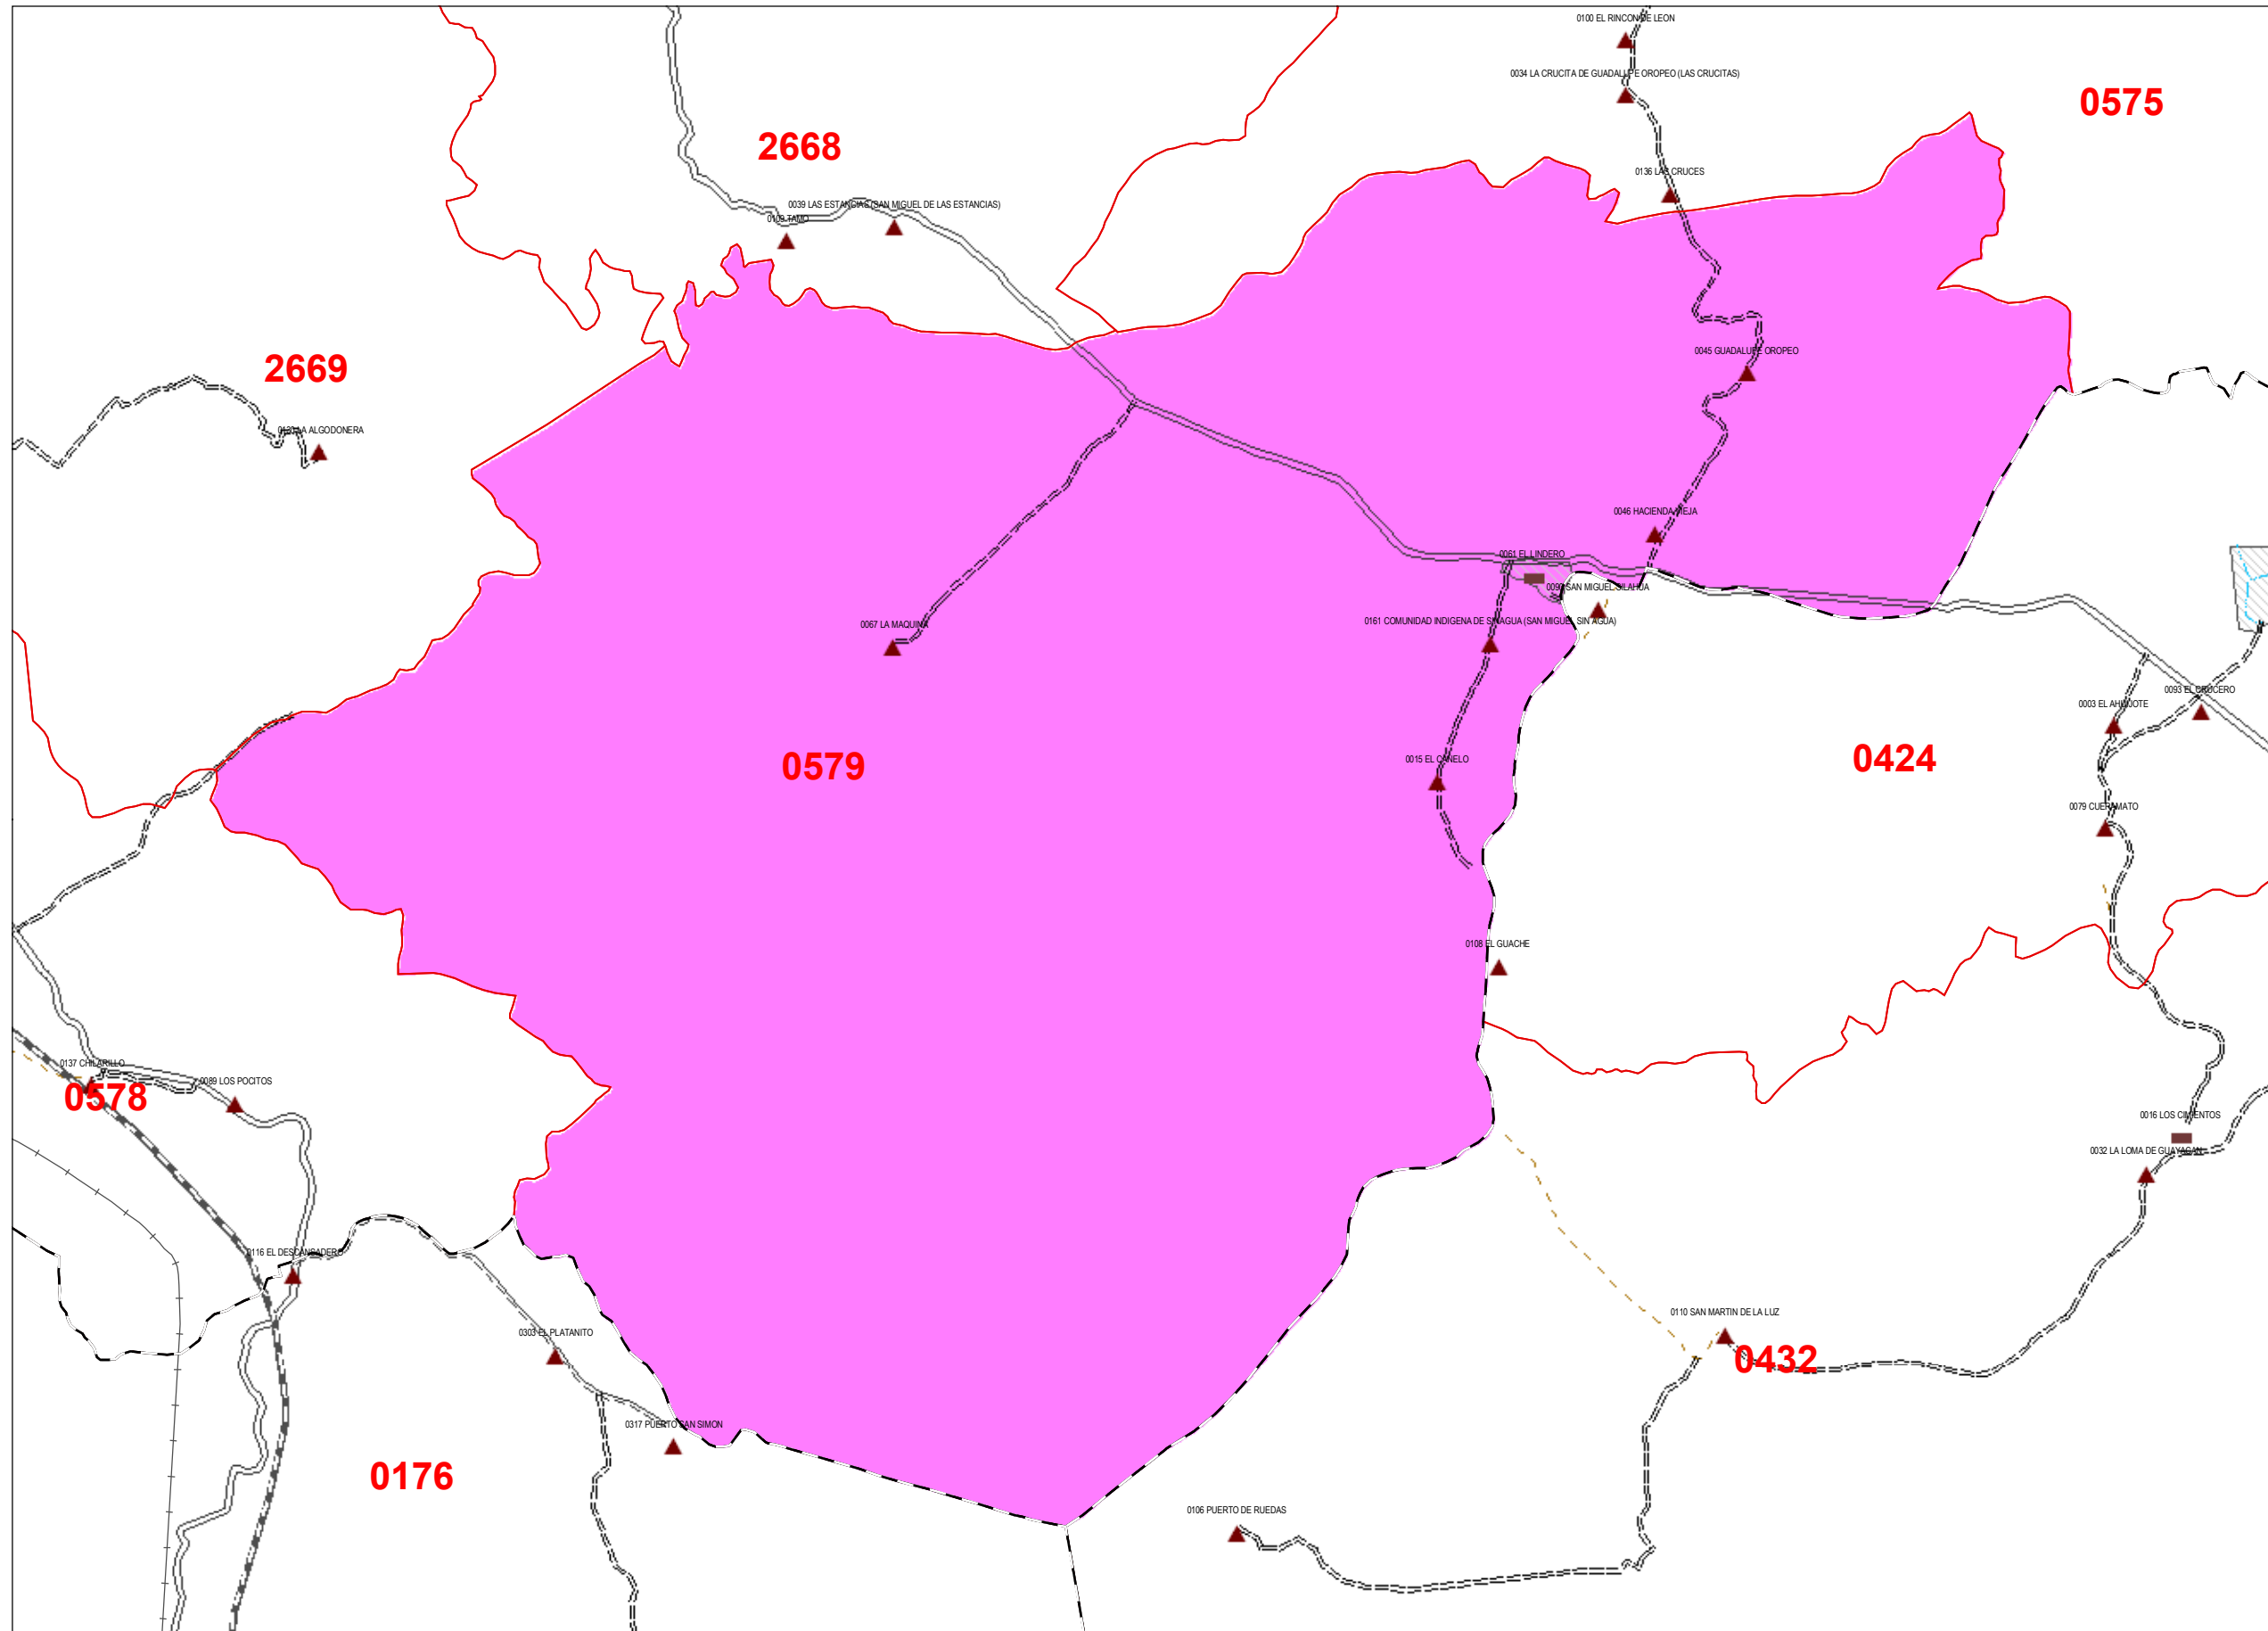 0100 EL RINCON DE LEON
0034 LA CRUCITA DE GUADALUPE OROPEO (LAS CRUCITAS)
0575
2668
0136 LAS CRUCES
0039 LAS ESTANCIAS (SAN MIGUEL DE LAS ESTANCIAS)
0109 TAMO
0045 GUADALUPE OROPEO
2669
LA ALGODONERA
0046 HACIENDA VIEJA
0061 EL LINDERO
SAN MIGUEL SILAHUA
0161 COMUNIDAD INDIGENA DE SINAGUA (SAN MIGUEL SIN AGUA)
0067 LA MAQUINA
0093 EL CRUCERO
0003 EL AHUIJOTE
0579
0015 EL CANELO
0424
0079 CUERAMATO
0108 EL GUACHE
0137 CHILARILLO
0089 LOS POCITOS
0578
0016 LOS CIMIENTOS
0032 LA LOMA DE GUAYACAN
0116 EL DESCANSADERO
0110 SAN MARTIN DE LA LUZ
0303 EL PLATANITO
0432
0317 PUERTO SAN SIMON
0176
0106 PUERTO DE RUEDAS